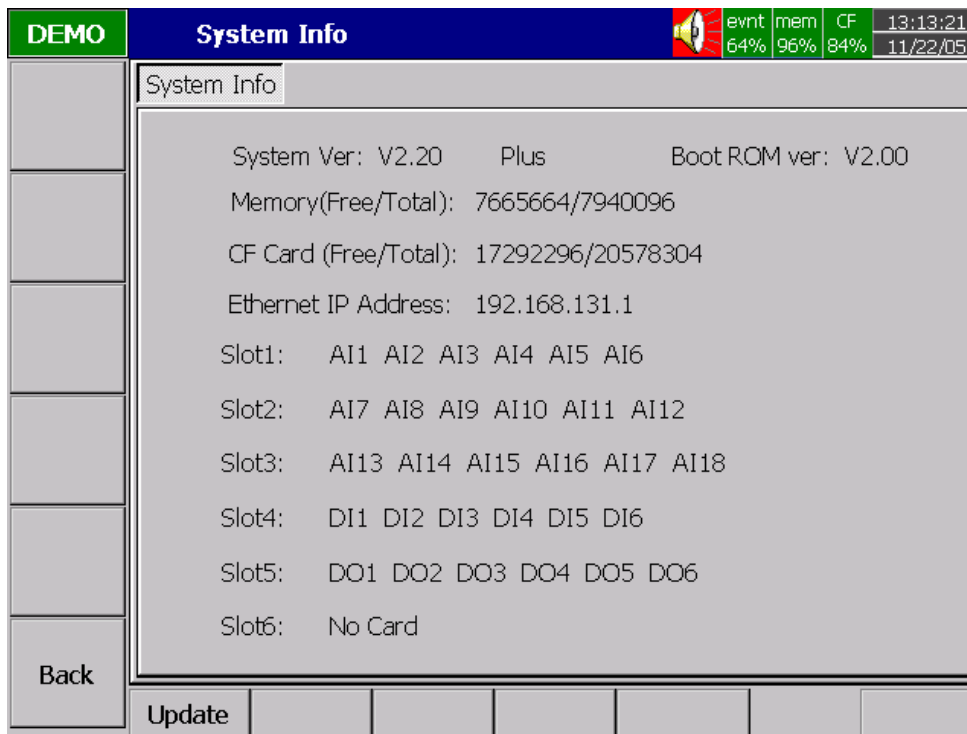 DEMO System Info evnt mem CF 13:13:21
64% 96% 84% 11/22/05
System Info
System Ver: V2.20 Plus Boot ROM ver: V2.00
Memory(Free/Total): 7665664/7940096
CF Card (Free/Total): 17292296/20578304
Ethernet IP Address: 192.168.131.1
Slot1: AI1 AI2 AI3 AI4 AI5 AI6
Slot2: AI7 AI8 AI9 AI10 AI11 AI12
Slot3: AI13 AI14 AI15 AI16 AI17 AI18
Slot4: DI1 DI2 DI3 DI4 DI5 DI6
Slot5: DO1 DO2 DO3 DO4 DO5 DO6
Slot6: No Card
Back
Update